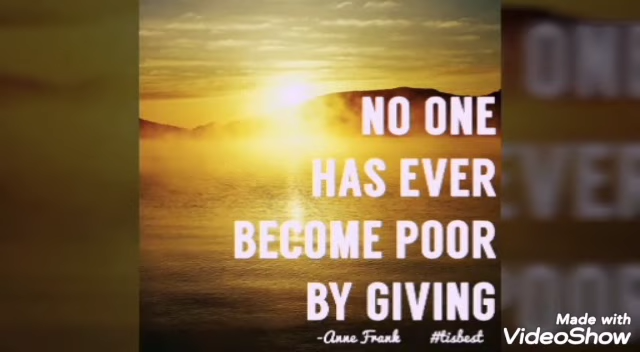 NO ONE
HAS EVER
BECOME POOR
BY GIVING
-Anne Frank #tisbest
Made with
VideoShow